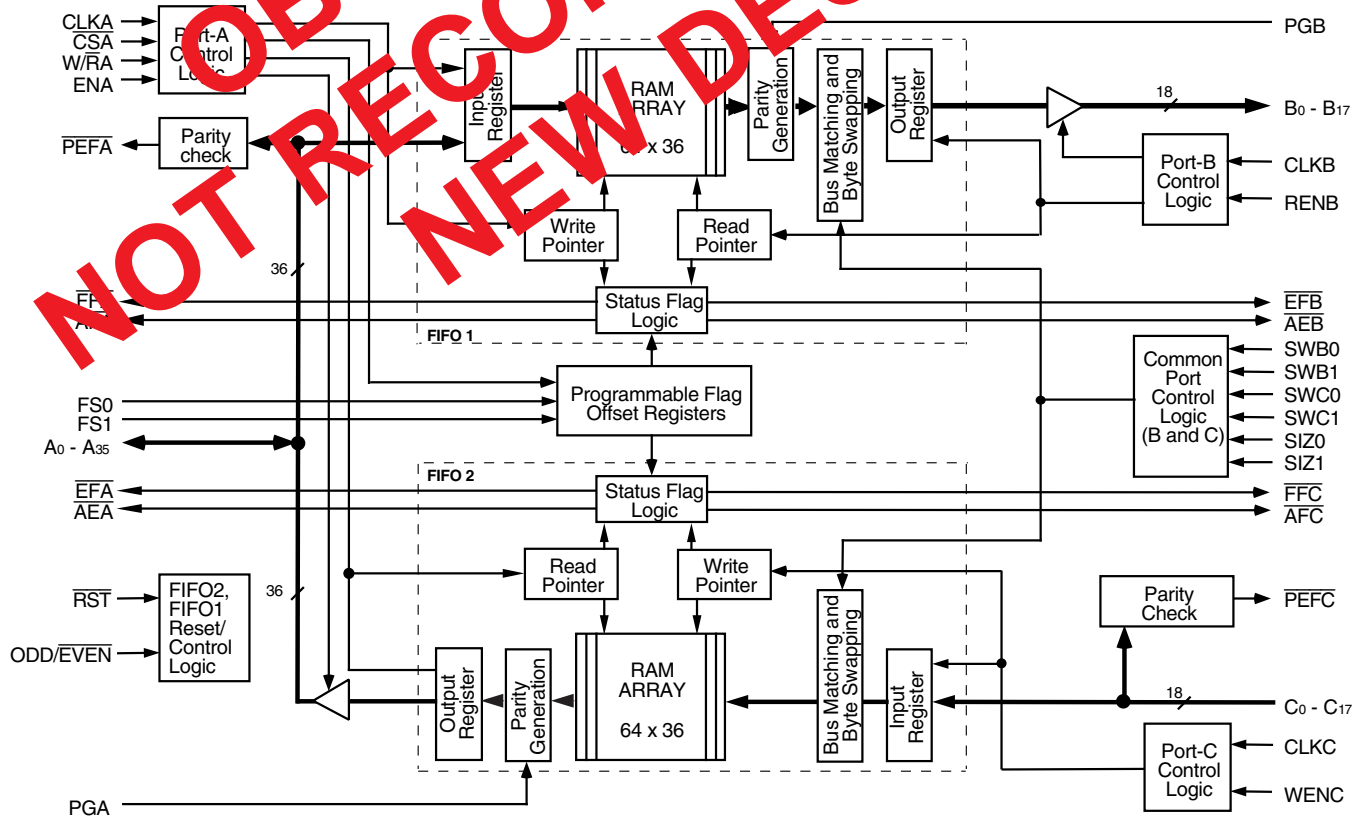 CLKA
CSA
W/RA
ENA
Port-A
Control
Logic
PEFA
Parity
check
36
Input
Register
RAM
ARRAY
x 36
Parity
Generation
Bus Matching and
Byte Swapping
Output
Register
PGB
18
B0 - B17
Port-B
Control
Logic
CLKB
RENB
Write
Pointer
Read
Pointer
Status Flag
Logic
FIFO 1
EFB
AEB
NOT RECO
NEW DE
Programmable Flag
Offset Registers
FS0
FS1
A0 - A35
Common
Port
Control
Logic
(B and C)
SWB0
SWB1
SWC0
SWC1
SIZ0
SIZ1
FIFO 2
EFA
AEA
Status Flag
Logic
FFC
AFC
Read
Pointer
Write
Pointer
36
RST
ODD/EVEN
FIFO2,
FIFO1
Reset/
Control
Logic
Output
Register
Parity
Generation
RAM
ARRAY
64 x 36
Bus Matching and
Byte Swapping
Input
Register
Parity
Check
PEFC
18
C0 - C17
Port-C
Control
Logic
CLKC
WENC
PGA